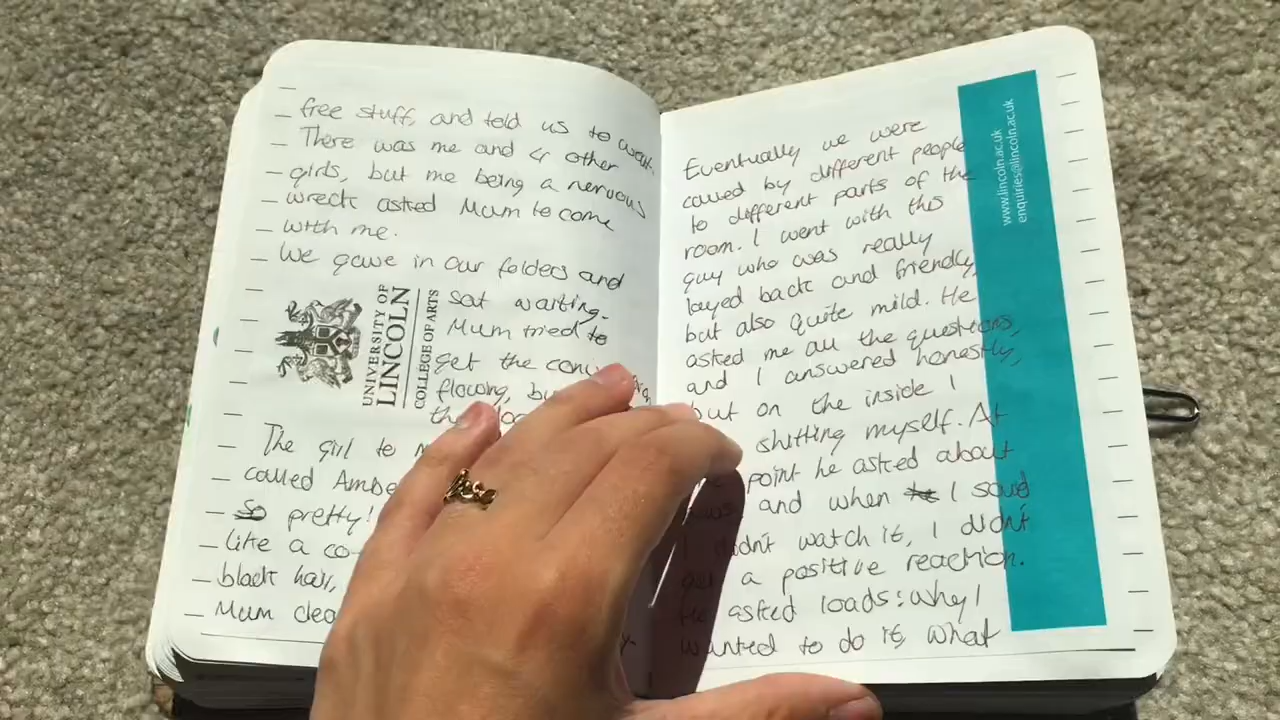 free stuff, and told us to wait.
There was me and 4 other
girls, but me being a nervous
wreck asked Mum to come
with me.
We gave in our folders and
sat waiting.
Mum tried to
get the
flowing,
UNIVERSITY OF
LINCOLN
COLLEGE OF ARTS
The girl to
called
so pretty!
like a
black hair,
Mum
Eventually we were
called by different people
to different parts of the
room. I went with this
guy who was really
layed back and friendly,
but also quite mild. He
asked me all the questions,
and I answered honestly,
but on the inside I
shitting myself. At
point he asked about
and when I said
I didn't watch it, I didn't
get a positive reaction.
He asked loads: why I
wanted to do it, what
www.lincoln.ac.uk
enquiries@lincoln.ac.uk